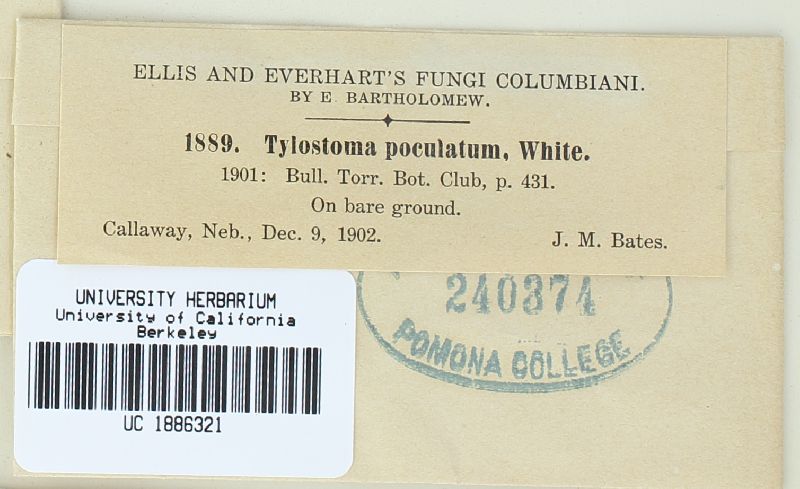 ELLIS AND EVERHART'S FUNGI COLUMBIANI.
BY E. BARTHOLOMEW.
1889. Tylostoma poculatum, White.
1901: Bull. Torr. Bot. Club, p. 431.
On bare ground.
Callaway, Neb., Dec. 9, 1902. J. M. Bates.
240374
POMONA COLLEGE
UNIVERSITY HERBARIUM
University of California
Berkeley
UC 1886321